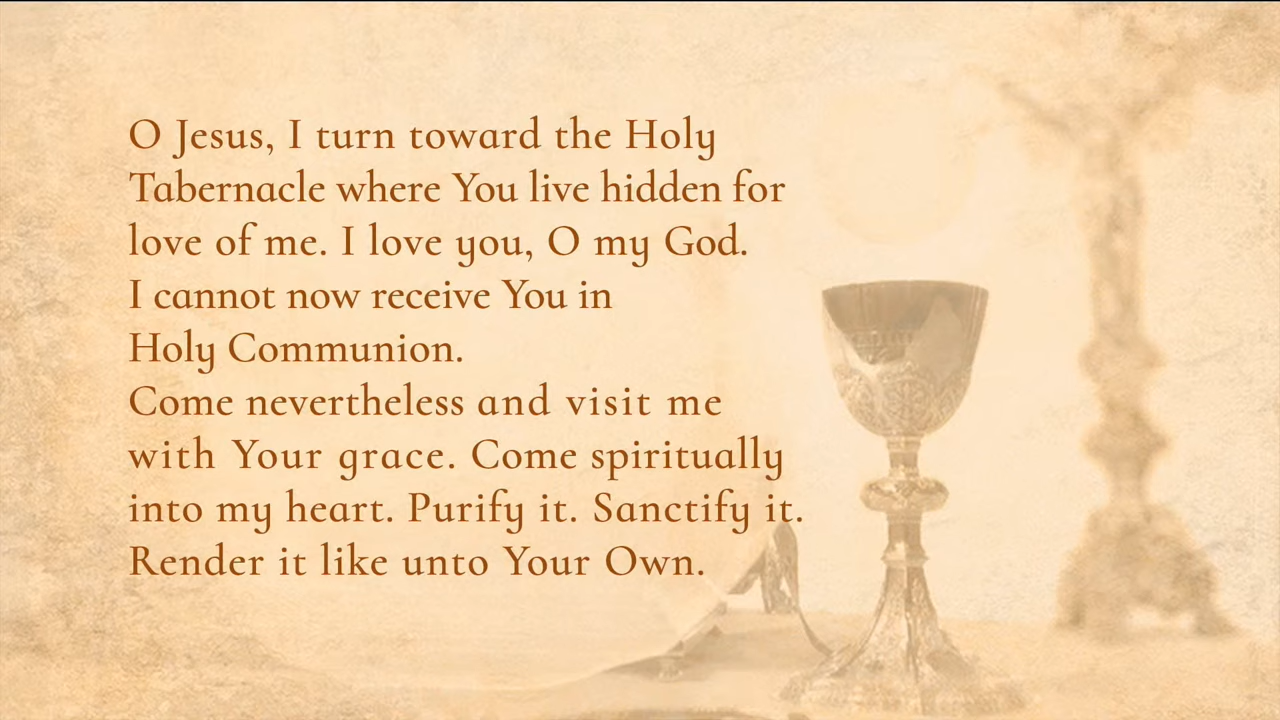 O Jesus, I turn toward the Holy
Tabernacle where You live hidden for
love of me. I love you, O my God.
I cannot now receive You in
Holy Communion.
Come nevertheless and visit me
with Your grace. Come spiritually
into my heart. Purify it. Sanctify it.
Render it like unto Your Own.